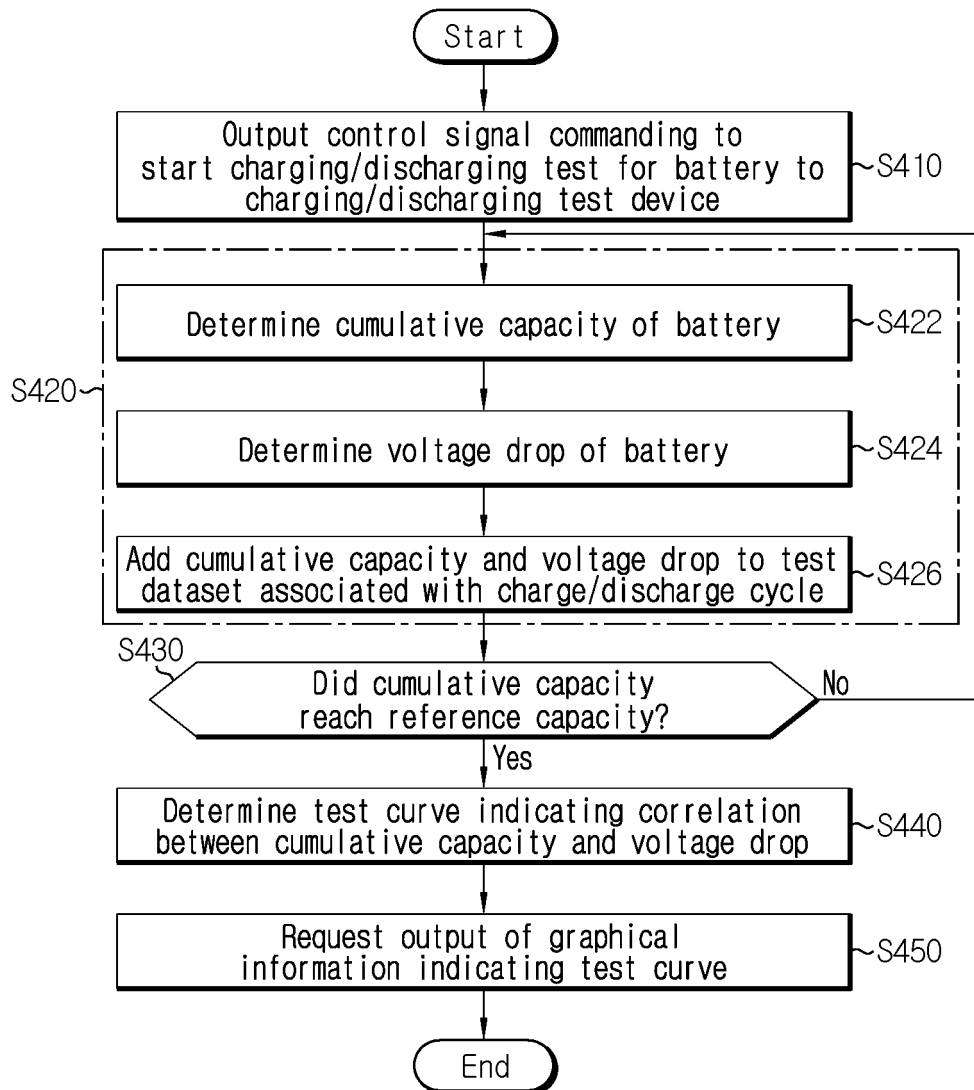 Start
Output control signal commanding to
start charging/discharging test for battery to
charging/discharging test device
S410
Determine cumulative capacity of battery
S422
S420
Determine voltage drop of battery
S424
Add cumulative capacity and voltage drop to test
dataset associated with charge/discharge cycle
S426
S430
Did cumulative capacity
reach reference capacity?
No
Yes
Determine test curve indicating correlation
between cumulative capacity and voltage drop
S440
Request output of graphical
information indicating test curve
S450
End